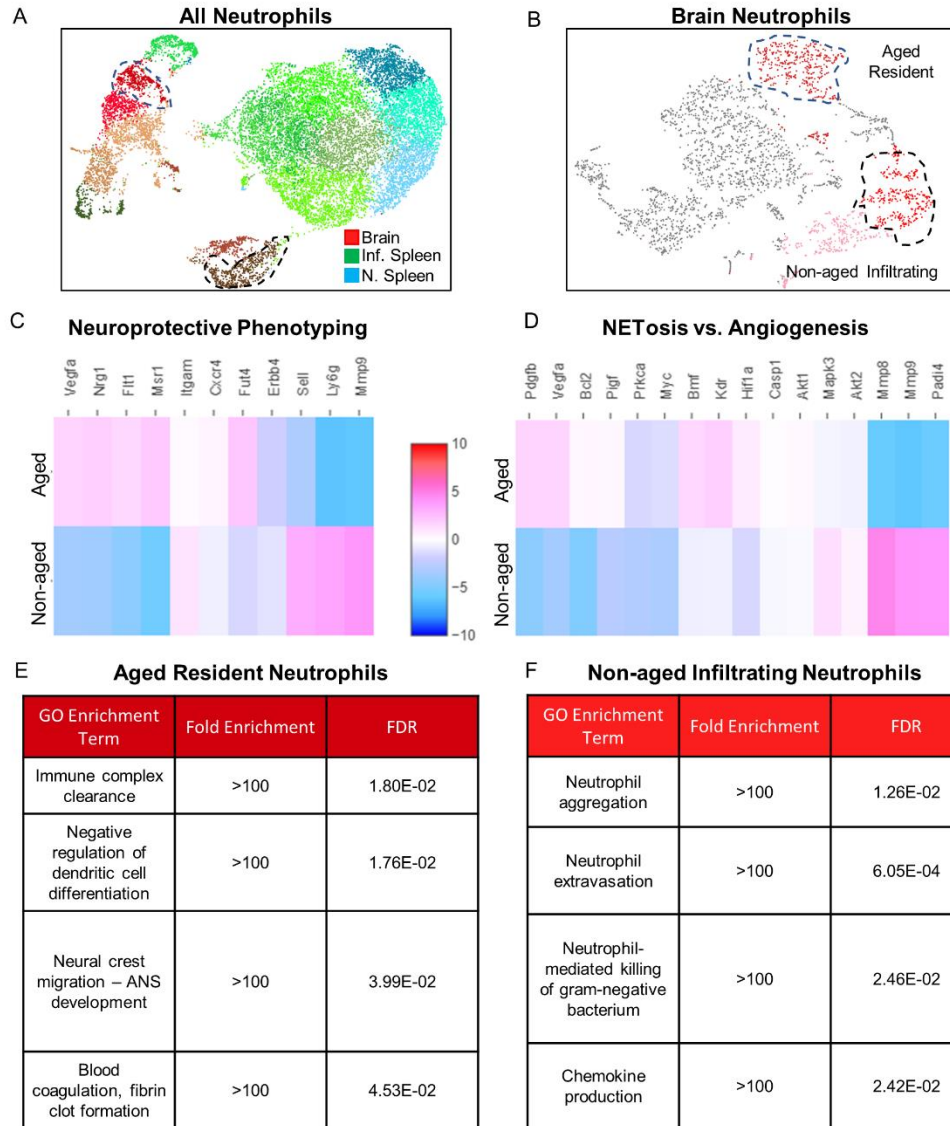 A
All Neutrophils
Brain
Inf. Spleen
N. Spleen
B
Brain Neutrophils
Aged
Resident
Non-aged Infiltrating
C
Neuroprotective Phenotyping
Vegfa
Nrg1
Flt1
Msr1
Itgam
Cxcr4
Fut4
Erbb4
Sell
Ly6g
Mmp9
Aged
Non-aged
10
5
0
−5
−10
D
NETosis vs. Angiogenesis
Pdgfb
Vegfa
Bcl2
Pigf
Prkca
Myc
Bmf
Kdr
Hif1a
Casp1
Akt1
Mapk3
Akt2
Mmp8
Mmp9
Padi4
Aged
Non-aged
E
Aged Resident Neutrophils
GO Enrichment
Term
Fold Enrichment
FDR
Immune complex
clearance
>100
1.80E-02
Negative
regulation of
dendritic cell
differentiation
>100
1.76E-02
Neural crest
migration – ANS
development
>100
3.99E-02
Blood
coagulation, fibrin
clot formation
>100
4.53E-02
F
Non-aged Infiltrating Neutrophils
GO Enrichment
Term
Fold Enrichment
FDR
Neutrophil
aggregation
>100
1.26E-02
Neutrophil
extravasation
>100
6.05E-04
Neutrophil-
mediated killing
of gram-negative
bacterium
>100
2.46E-02
Chemokine
production
>100
2.42E-02